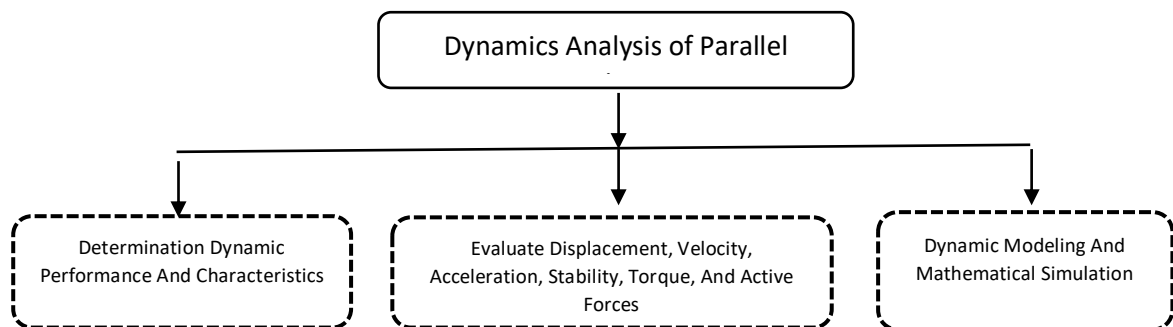 Dynamics Analysis of Parallel
Determination Dynamic
Performance And Characteristics
Evaluate Displacement, Velocity,
Acceleration, Stability, Torque, And Active
Forces
Dynamic Modeling And
Mathematical Simulation